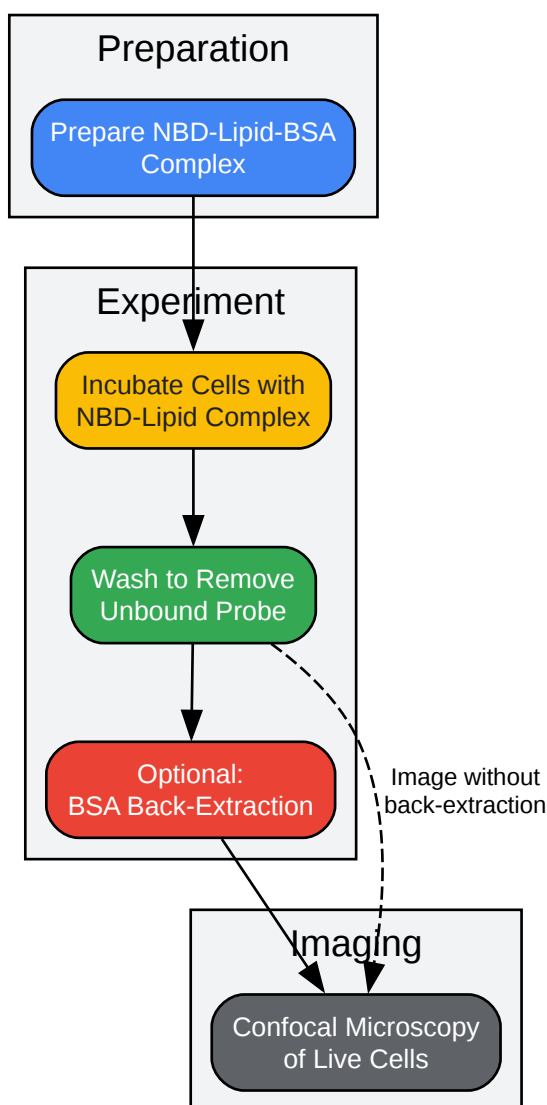 Preparation
Prepare NBD-Lipid-BSA
Complex
Experiment
Incubate Cells with
NBD-Lipid Complex
Wash to Remove
Unbound Probe
Optional:
BSA Back-Extraction
Image without
back-extraction
Imaging
Confocal Microscopy
of Live Cells